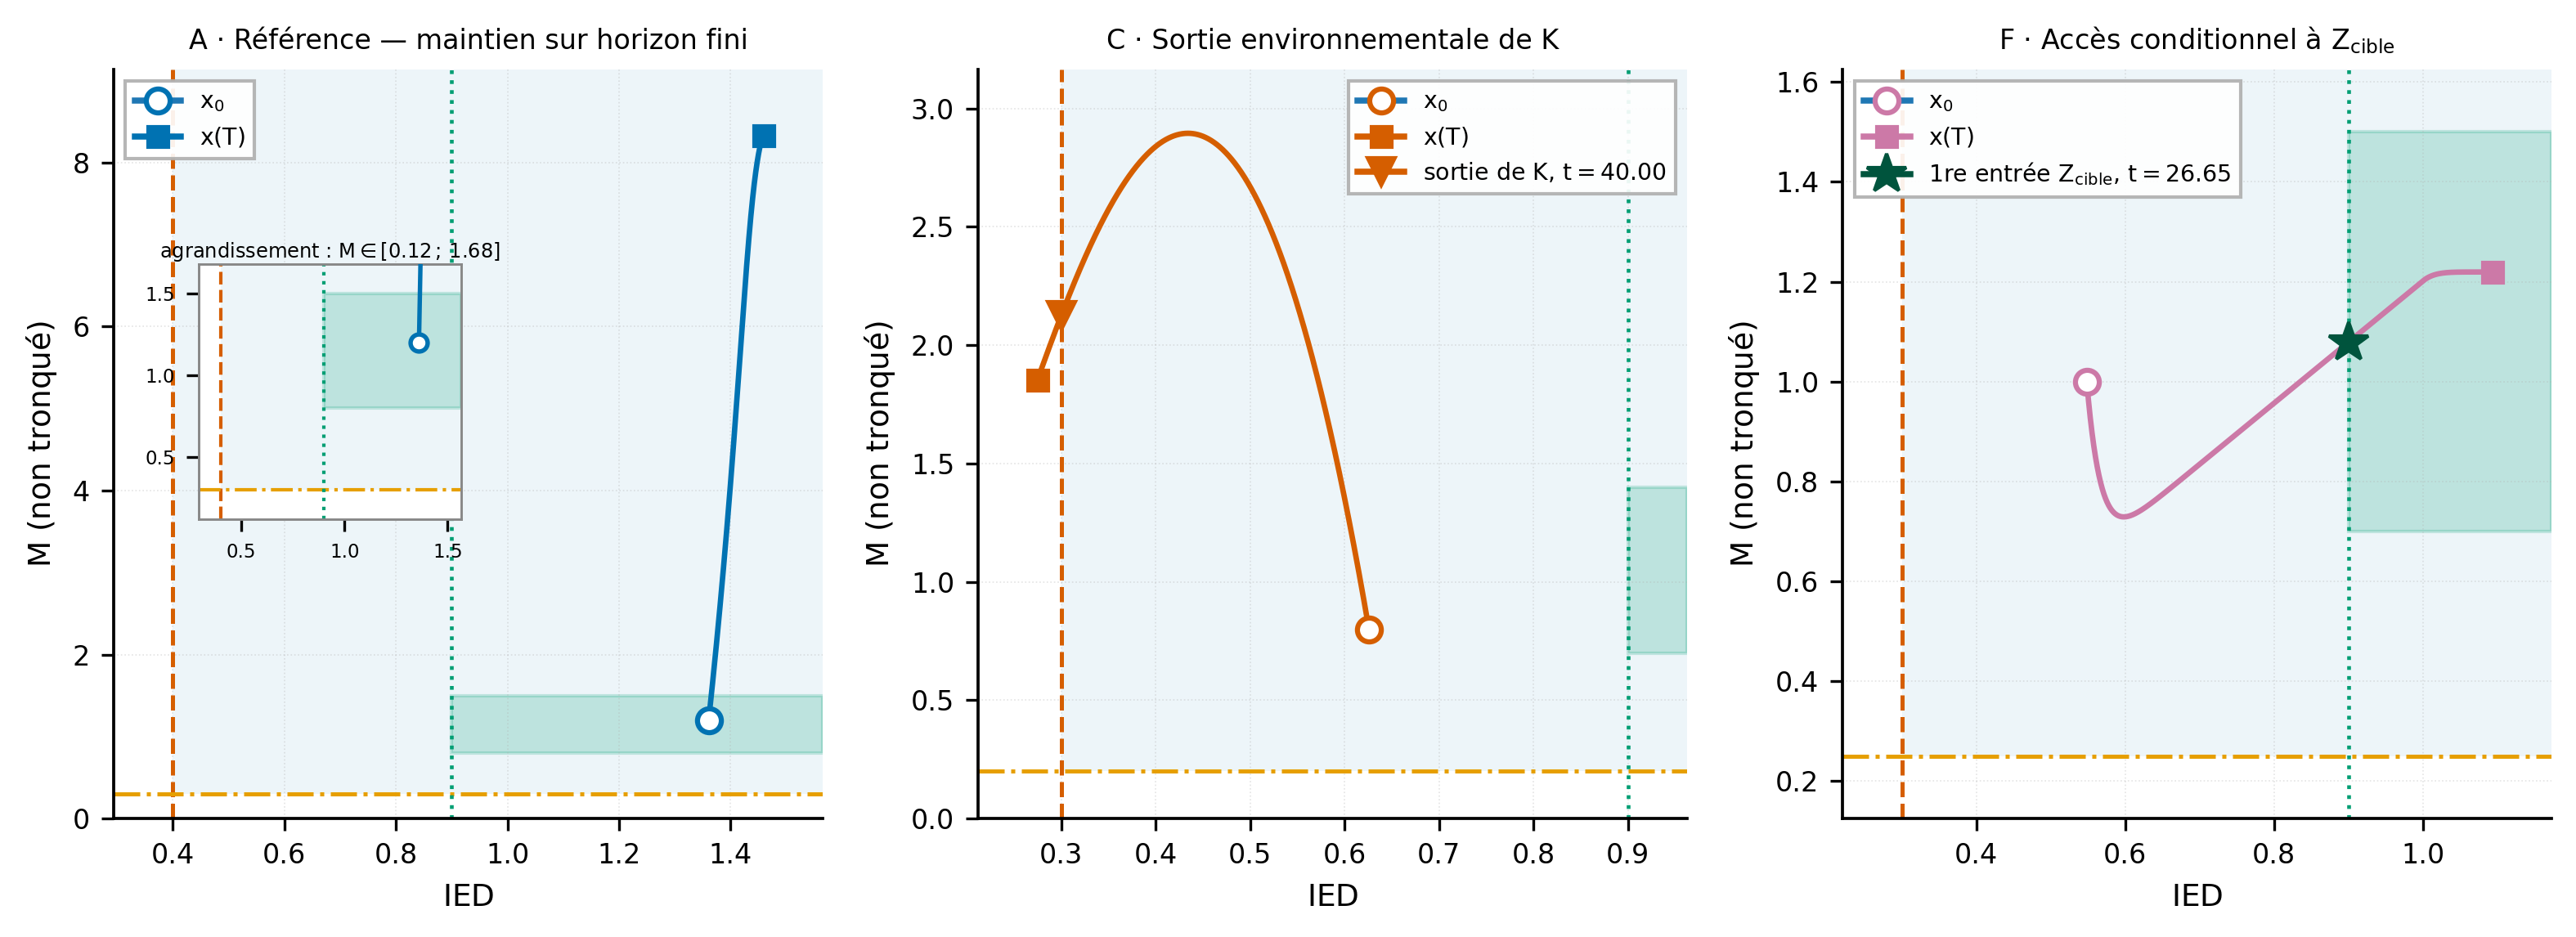 A · Référence — maintien sur horizon fini
x₀
x(T)
agrandissement : M ∈ [0.12 ; 1.68]
1.5
1.0
0.5
0.5
1.0
1.5
8
6
4
2
0
M (non tronqué)
0.4
0.6
0.8
1.0
1.2
1.4
IED
C · Sortie environnementale de K
x₀
x(T)
sortie de K, t = 40.00
3.0
2.5
2.0
1.5
1.0
0.5
0.0
M (non tronqué)
0.3
0.4
0.5
0.6
0.7
0.8
0.9
IED
F · Accès conditionnel à Z_cible
x₀
x(T)
1re entrée Z_cible, t = 26.65
1.6
1.4
1.2
1.0
0.8
0.6
0.4
0.2
M (non tronqué)
0.4
0.6
0.8
1.0
IED